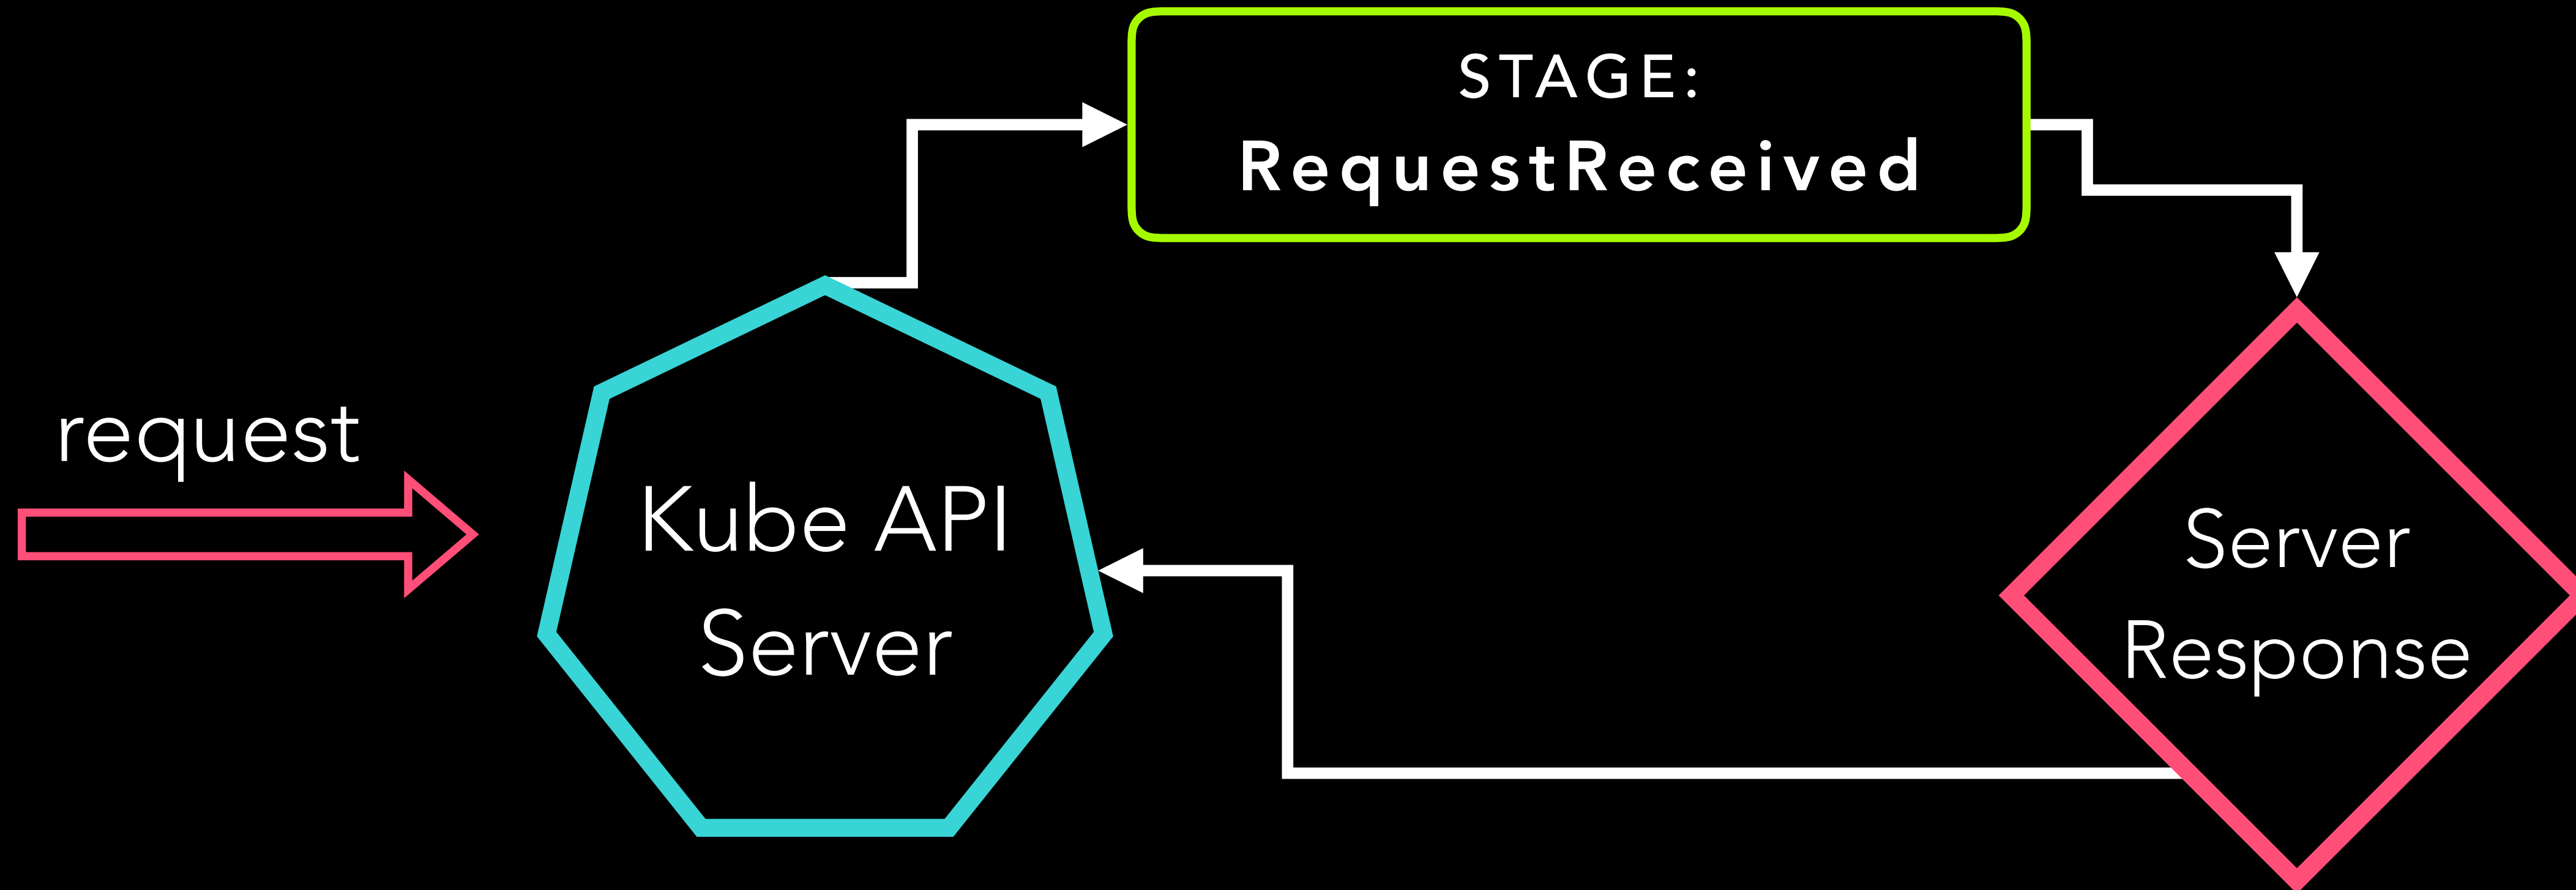 STAGE:
RequestReceived
request
Kube API
Server
Server
Response